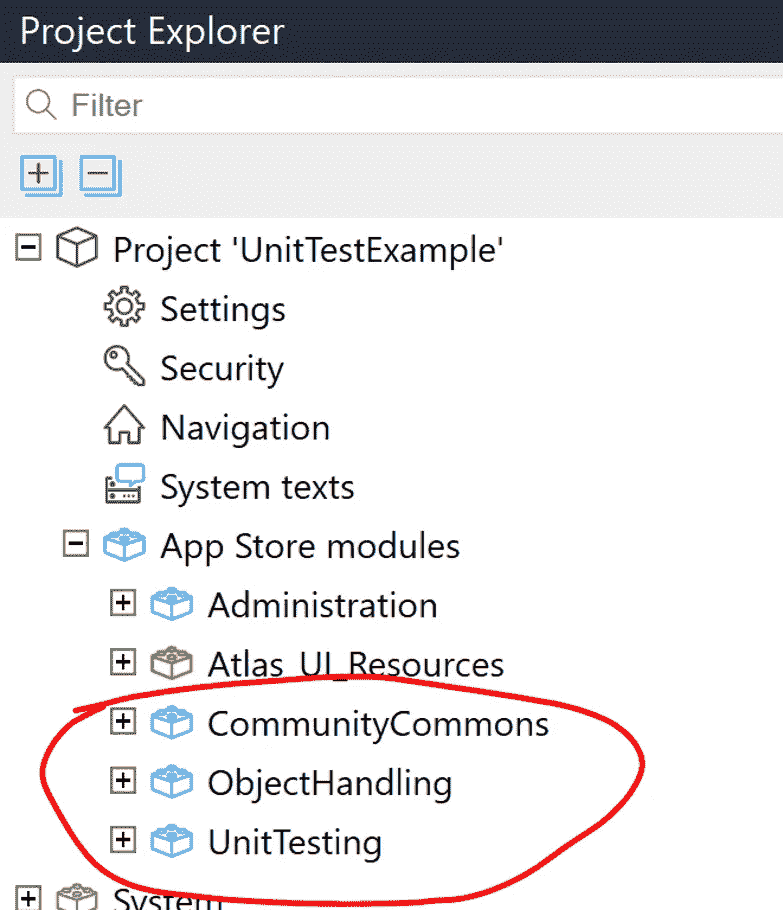 Project Explorer
Filter
Project 'UnitTestExample'
Settings
Security
Navigation
System texts
App Store modules
Administration
Atlas_UI_Resources
CommunityCommons
ObjectHandling
UnitTesting
System